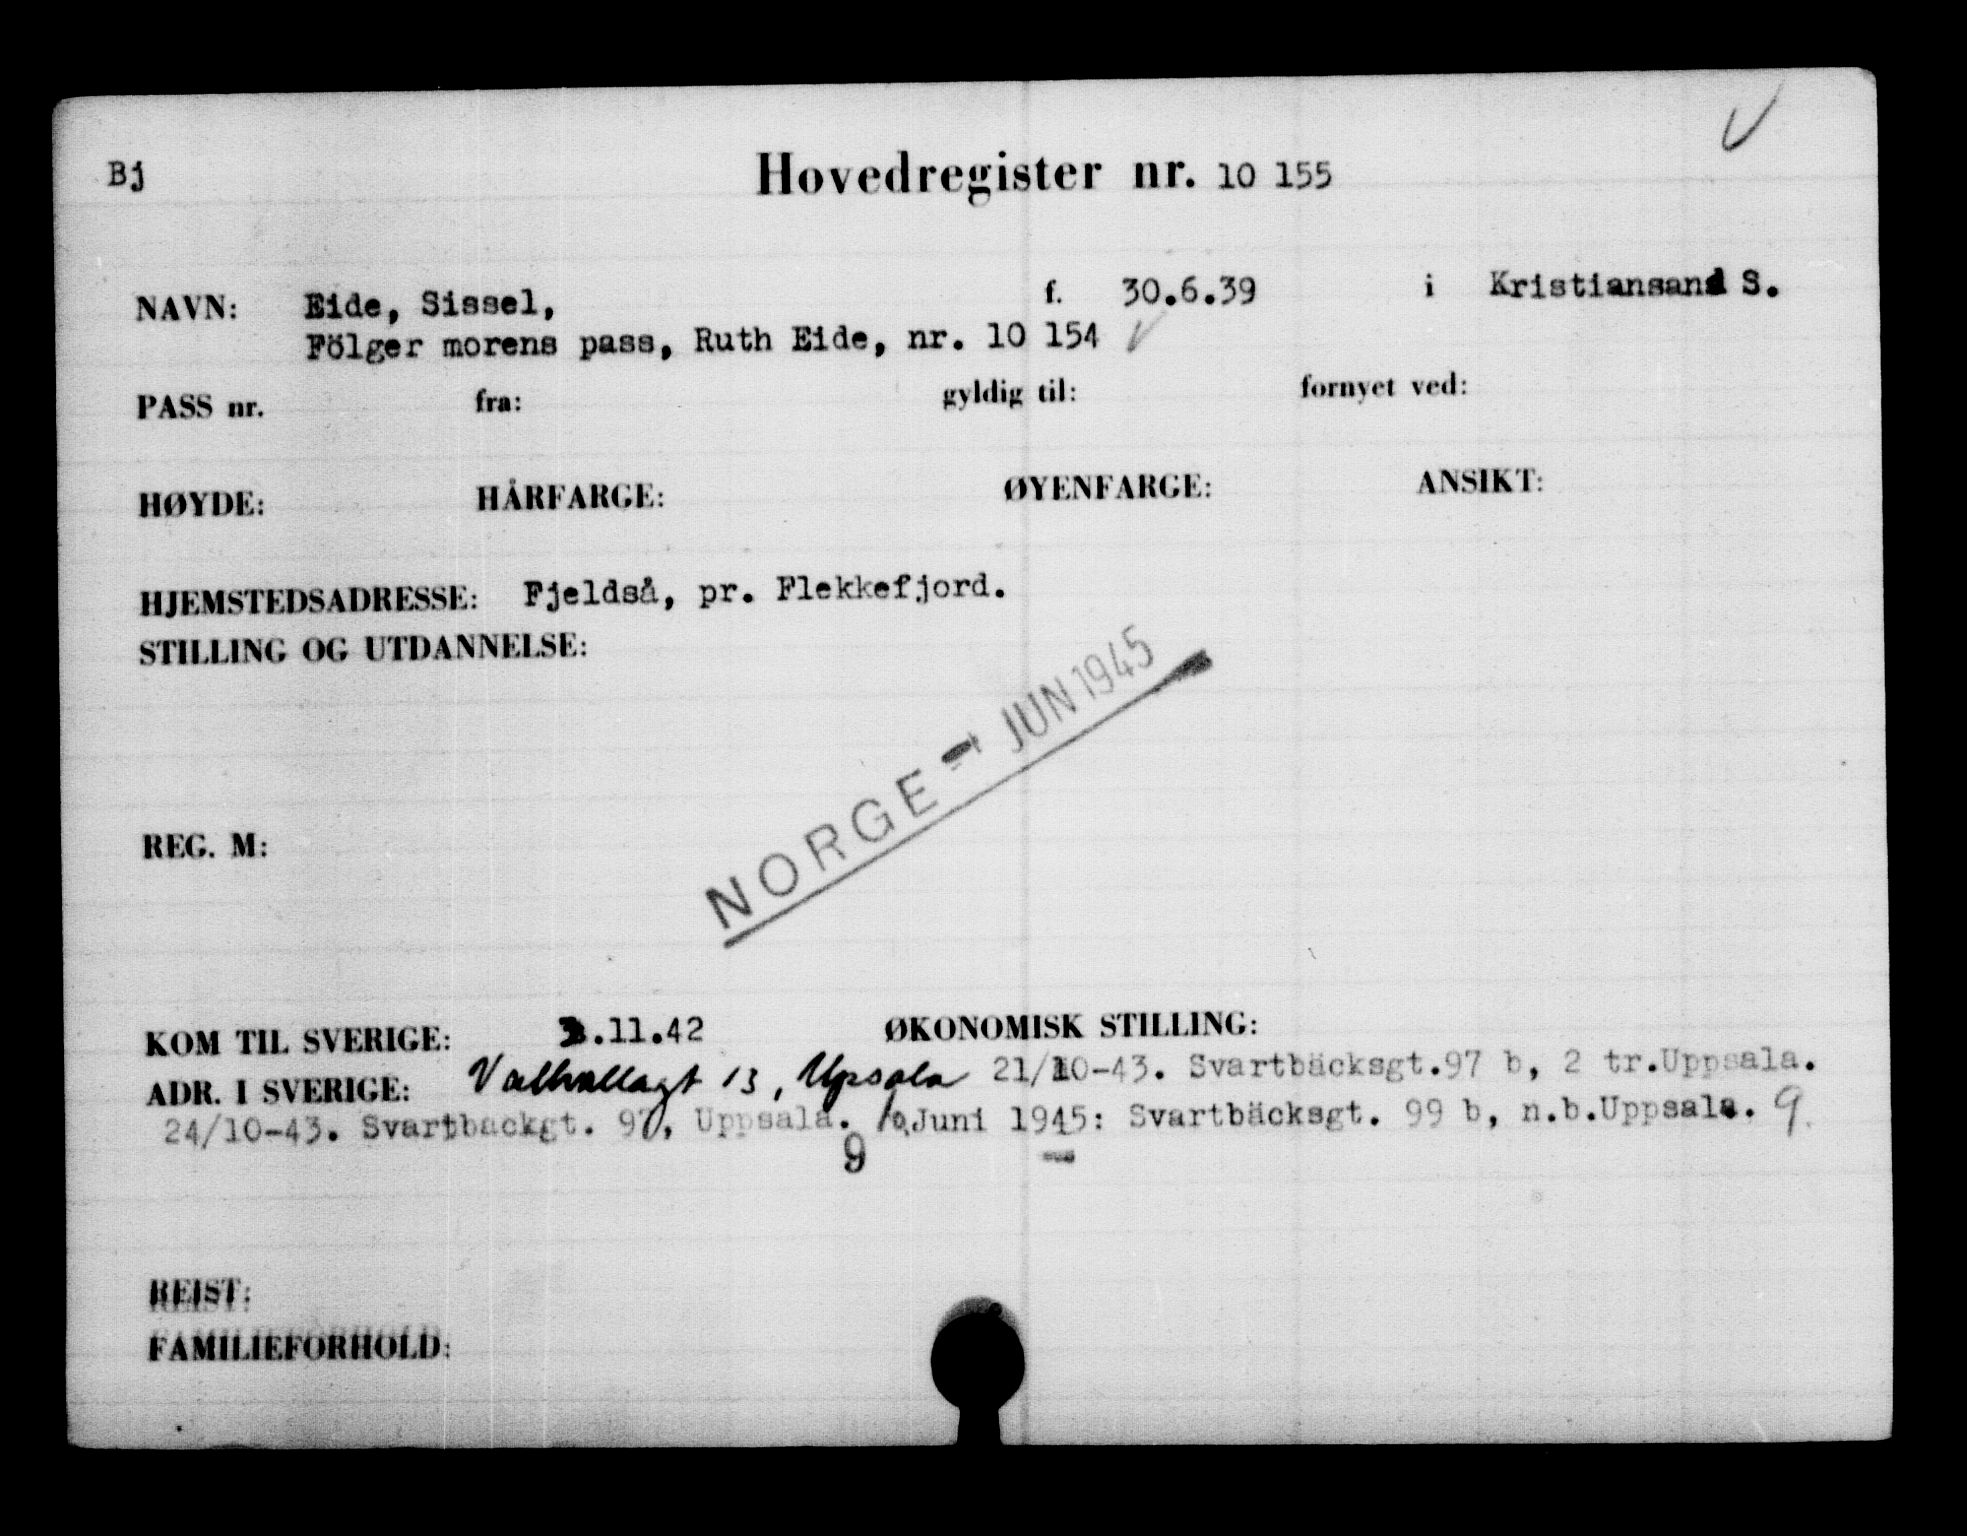 Bj
Hovedregister nr. 10 155
NAVN: Eide, Sissel, f. 30.6.39 i Kristiansand S.
Fölger morens pass, Ruth Eide, nr. 10 154
PASS nr. fra: gyldig til: fornyet ved:
HØYDE: HÅRFARGE: ØYENFARGE: ANSIKT:
HJEMSTEDSADRESSE: Fjeldså, pr. Flekkefjord.
STILLING OG UTDANNELSE:
NORGE JUN 1945
REG. M:
KOM TIL SVERIGE: 3.11.42 ØKONOMISK STILLING:
ADR. I SVERIGE: Valhallagt 13, Upsala 21/10-43. Svartbäcksgt.97 b, 2 tr.Uppsala.
24/10-43. Svartbackgt. 97, Uppsala. Juni 1945: Svartbäcksgt. 99 b, n.b.Uppsala. 9.
9
REIST:
FAMILIEFORHOLD: